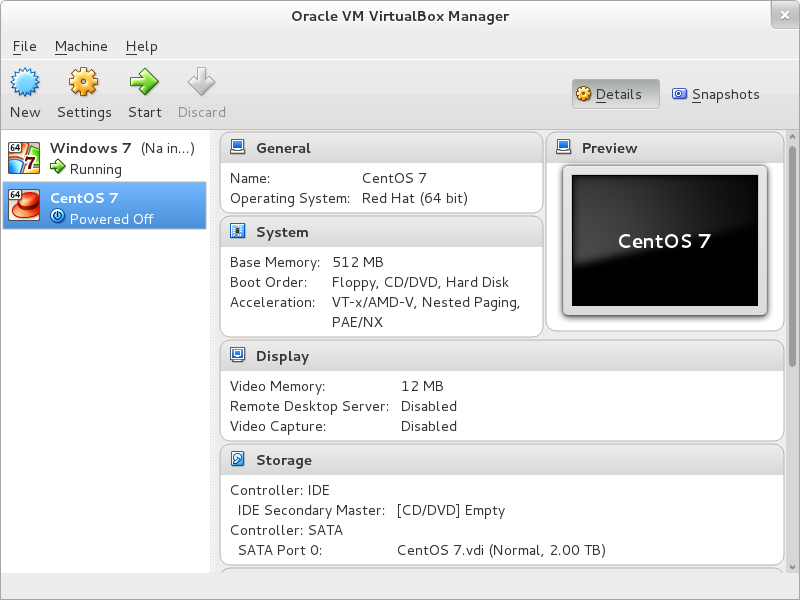 Oracle VM VirtualBox Manager
File Machine Help
New Settings Start Discard
Details Snapshots
64 Windows 7 (Na in...)
Running
64 CentOS 7
Powered Off
General
Name: CentOS 7
Operating System: Red Hat (64 bit)
System
Base Memory: 512 MB
Boot Order: Floppy, CD/DVD, Hard Disk
Acceleration: VT-x/AMD-V, Nested Paging,
PAE/NX
Preview
CentOS 7
Display
Video Memory: 12 MB
Remote Desktop Server: Disabled
Video Capture: Disabled
Storage
Controller: IDE
IDE Secondary Master: [CD/DVD] Empty
Controller: SATA
SATA Port 0: CentOS 7.vdi (Normal, 2.00 TB)